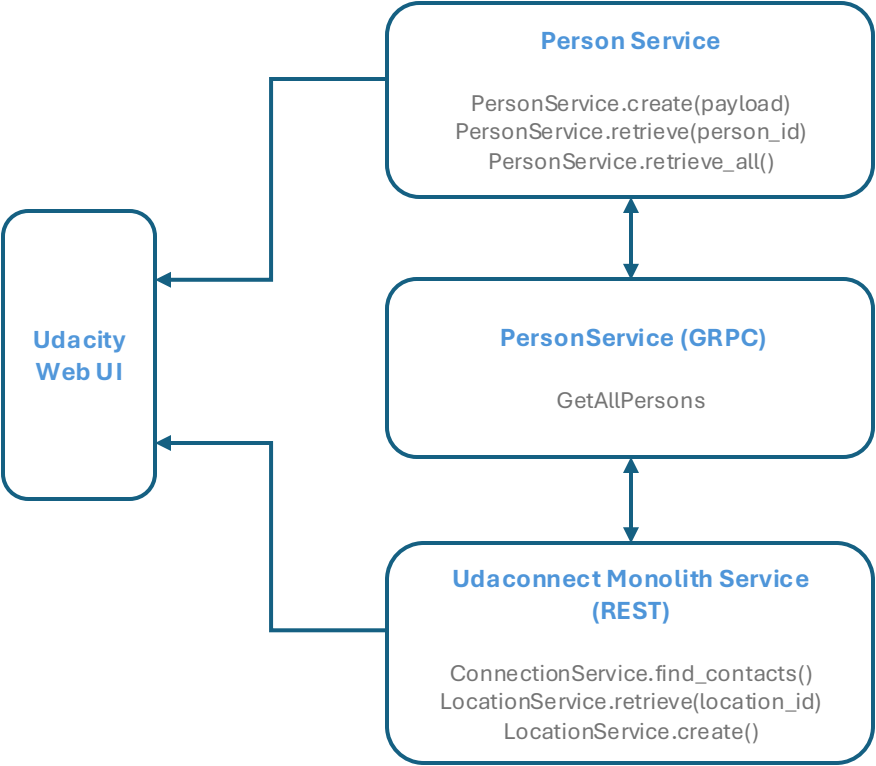 Person Service
PersonService.create(payload)
PersonService.retrieve(person_id)
PersonService.retrieve_all()
Udacity
Web UI
PersonService (GRPC)
GetAllPersons
Udaconnect Monolith Service
(REST)
ConnectionService.find_contacts()
LocationService.retrieve(location_id)
LocationService.create()